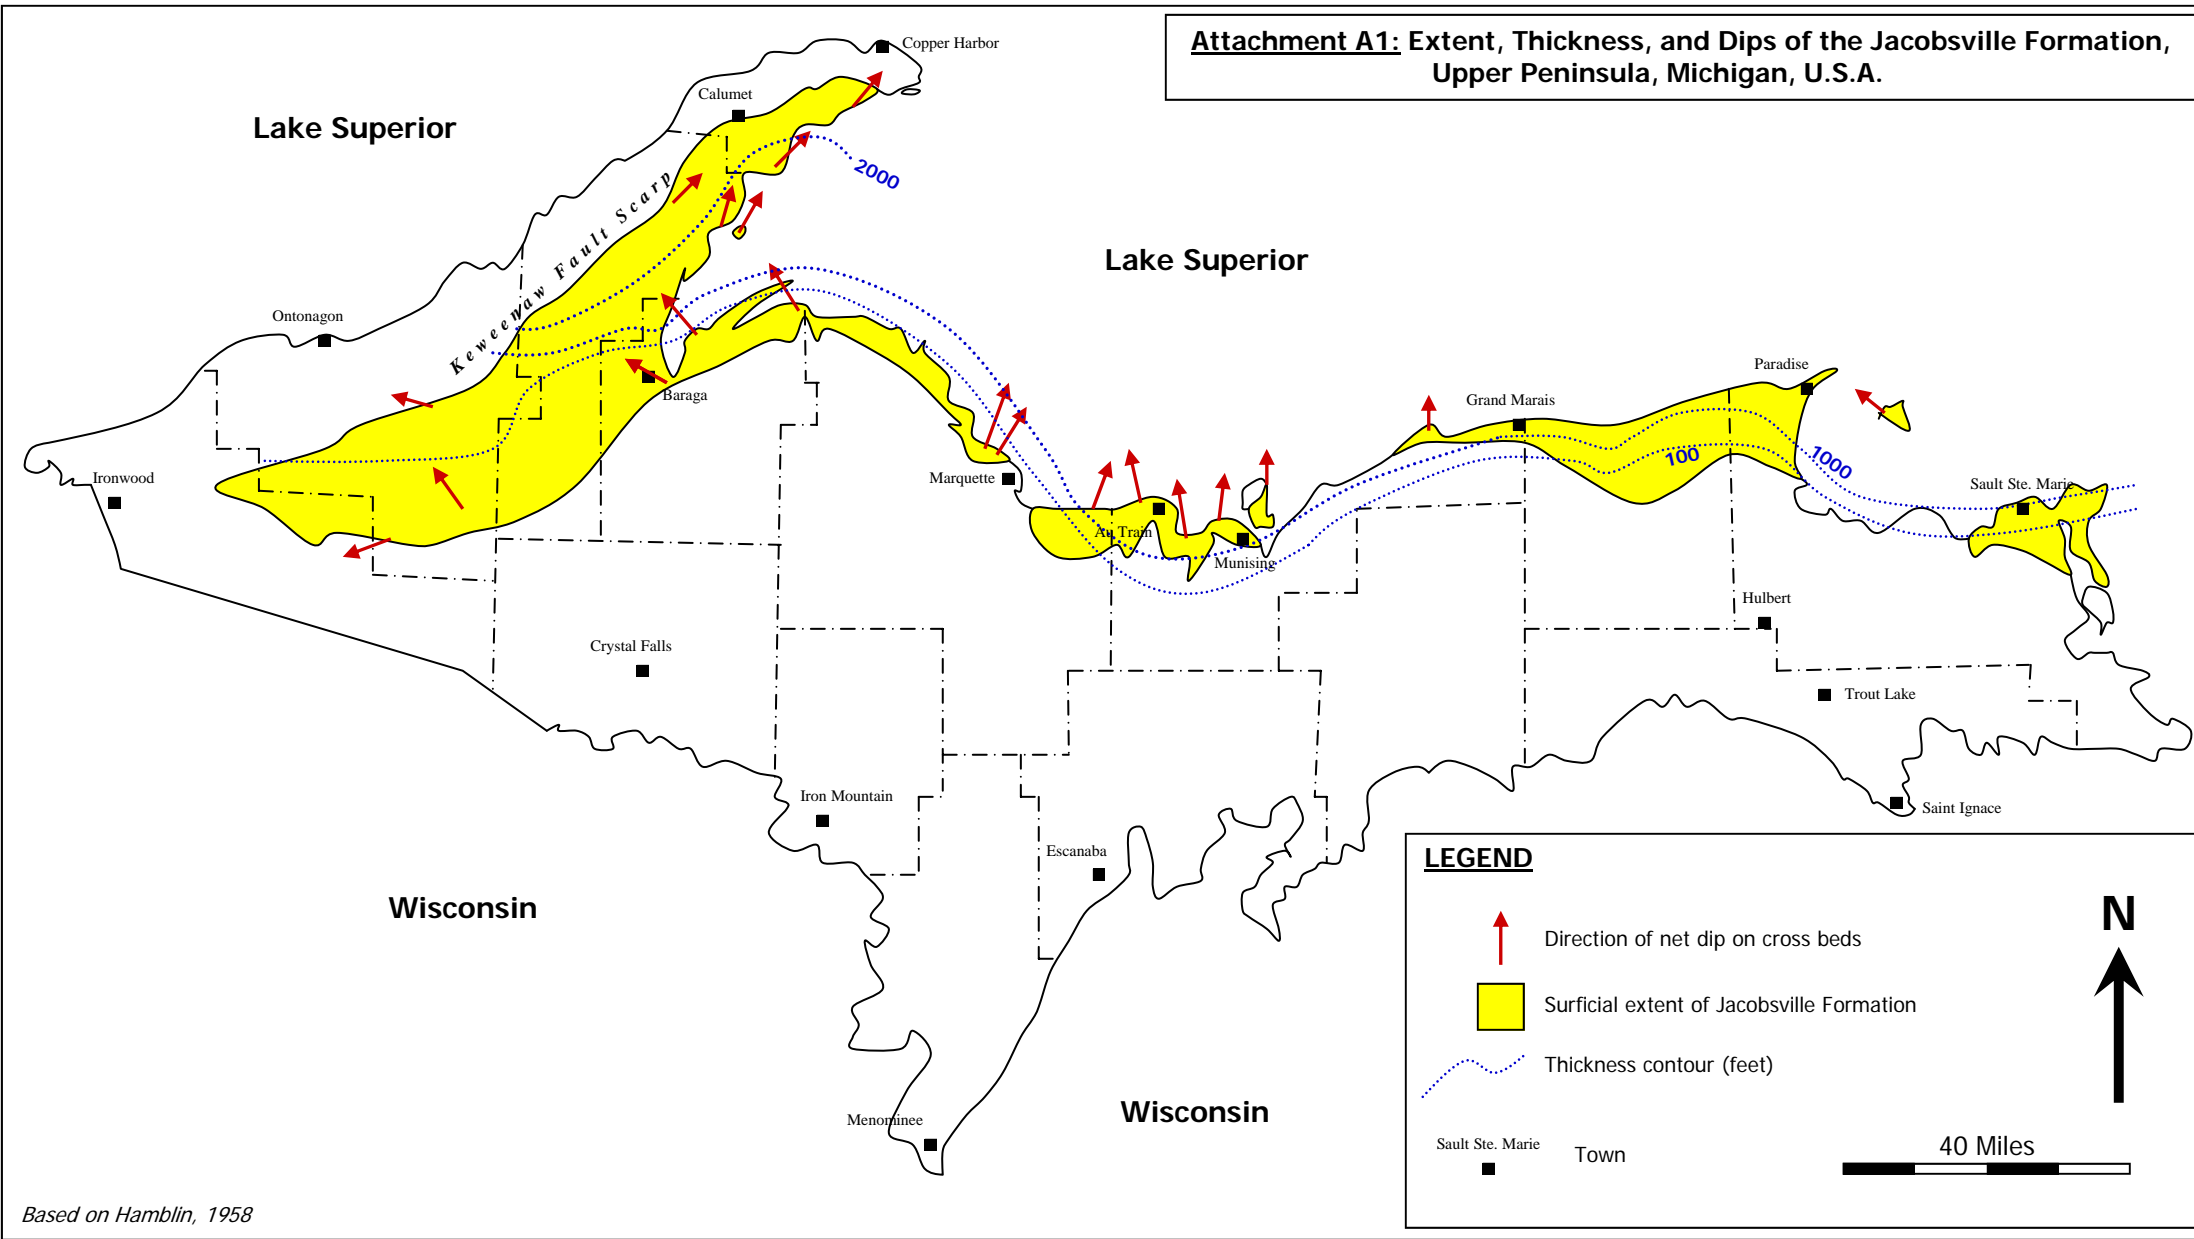 Attachment A1: Extent, Thickness, and Dips of the Jacobsville Formation,
Upper Peninsula, Michigan, U.S.A.
Copper Harbor
Calumet
Lake Superior
2000
Keweenaw Fault Scarp
Lake Superior
Ontonagon
Baraga
Paradise
Grand Marais
Ironwood
Marquette
100
1000
Sault Ste. Marie
Au Train
Munising
Hulbert
Crystal Falls
Trout Lake
Iron Mountain
Saint Ignace
Escanaba
Wisconsin
Menominee
Wisconsin
LEGEND
Direction of net dip on cross beds
Surficial extent of Jacobsville Formation
Thickness contour (feet)
Sault Ste. Marie
Town
N
40 Miles
Based on Hamblin, 1958